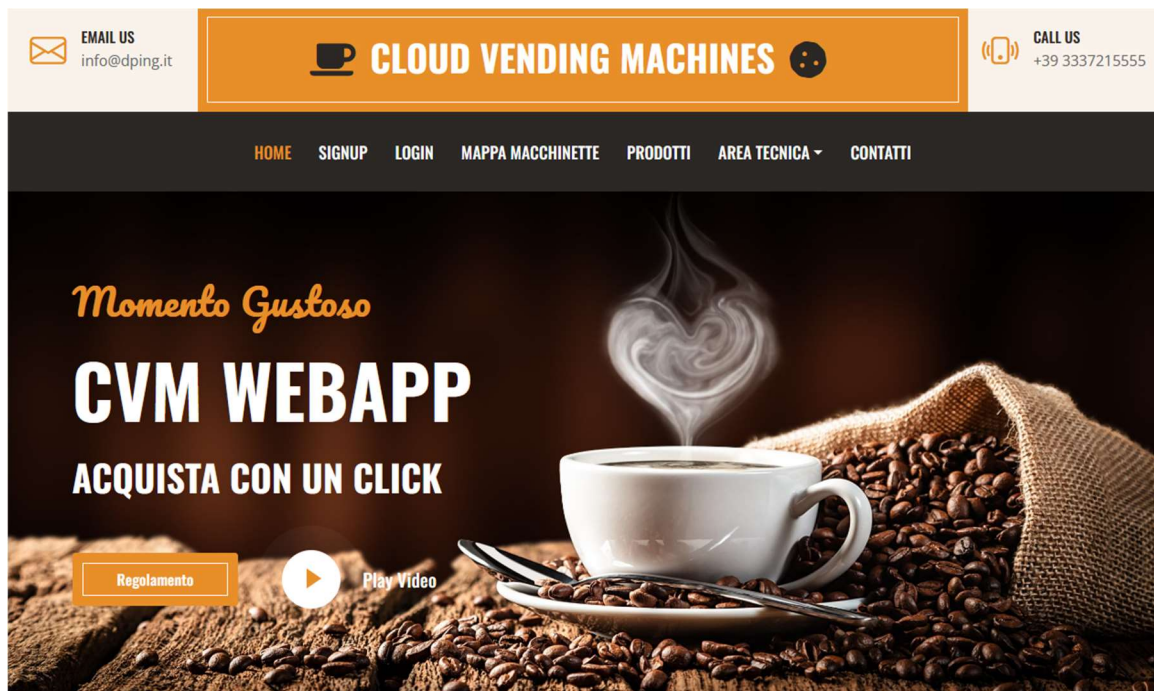 EMAIL US
info@dping.it
CLOUD VENDING MACHINES
CALL US
+39 3337215555
HOME SIGNUP LOGIN MAPPA MACCHINETTE PRODOTTI AREA TECNICA CONTATTI
Momento Gustoso
CVM WEBAPP
ACQUISTA CON UN CLICK
Regolamento Play Video